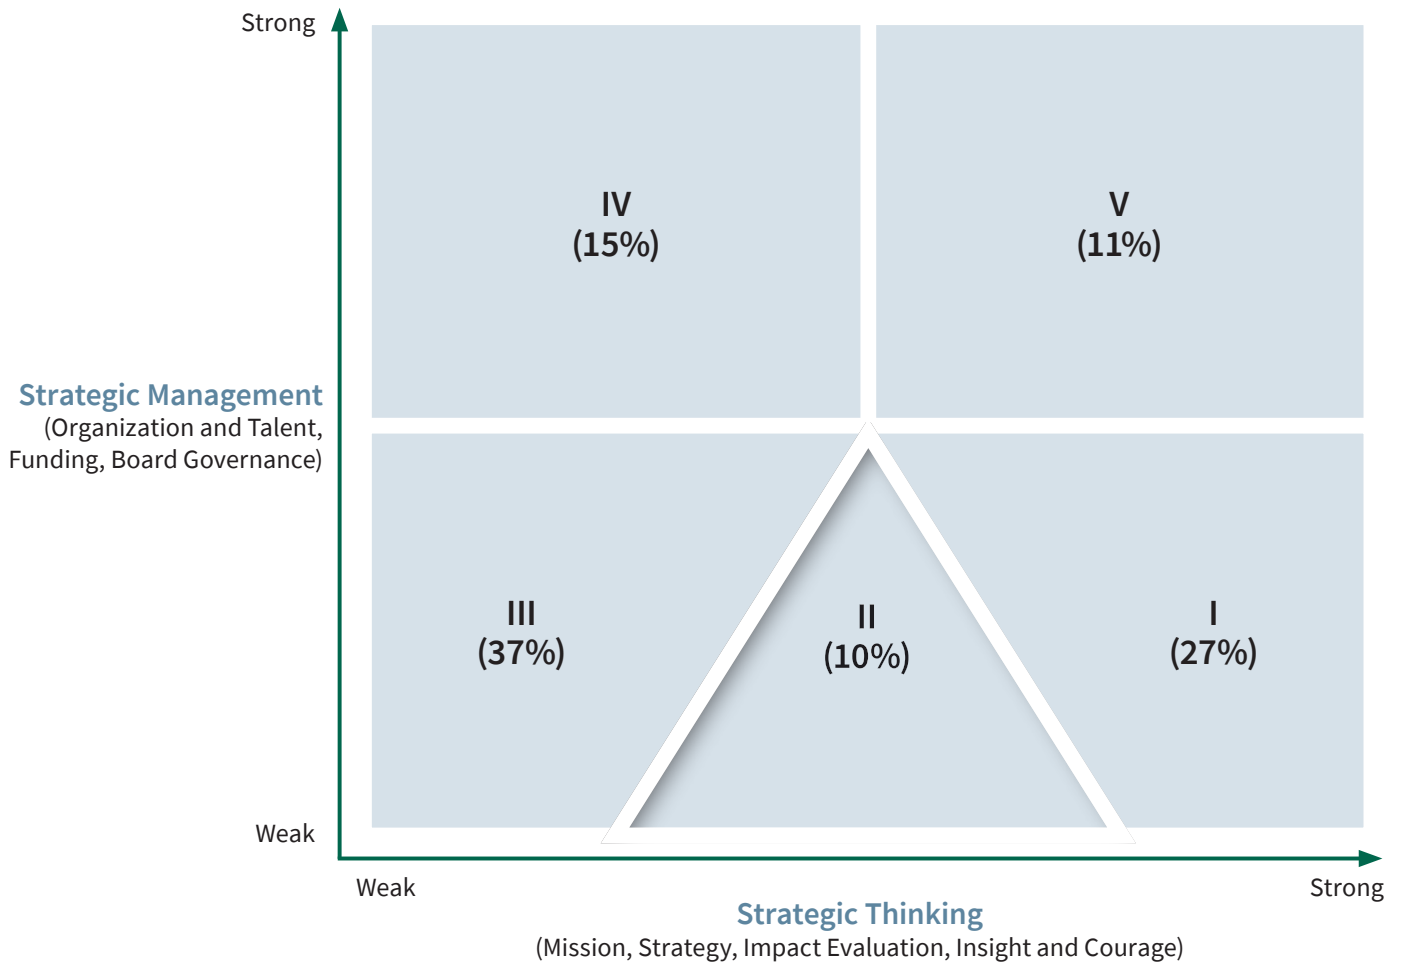 Strong
IV
(15%)
V
(11%)
Strategic Management
(Organization and Talent,
Funding, Board Governance)
III
(37%)
II
(10%)
I
(27%)
Weak
Weak
Strong
Strategic Thinking
(Mission, Strategy, Impact Evaluation, Insight and Courage)